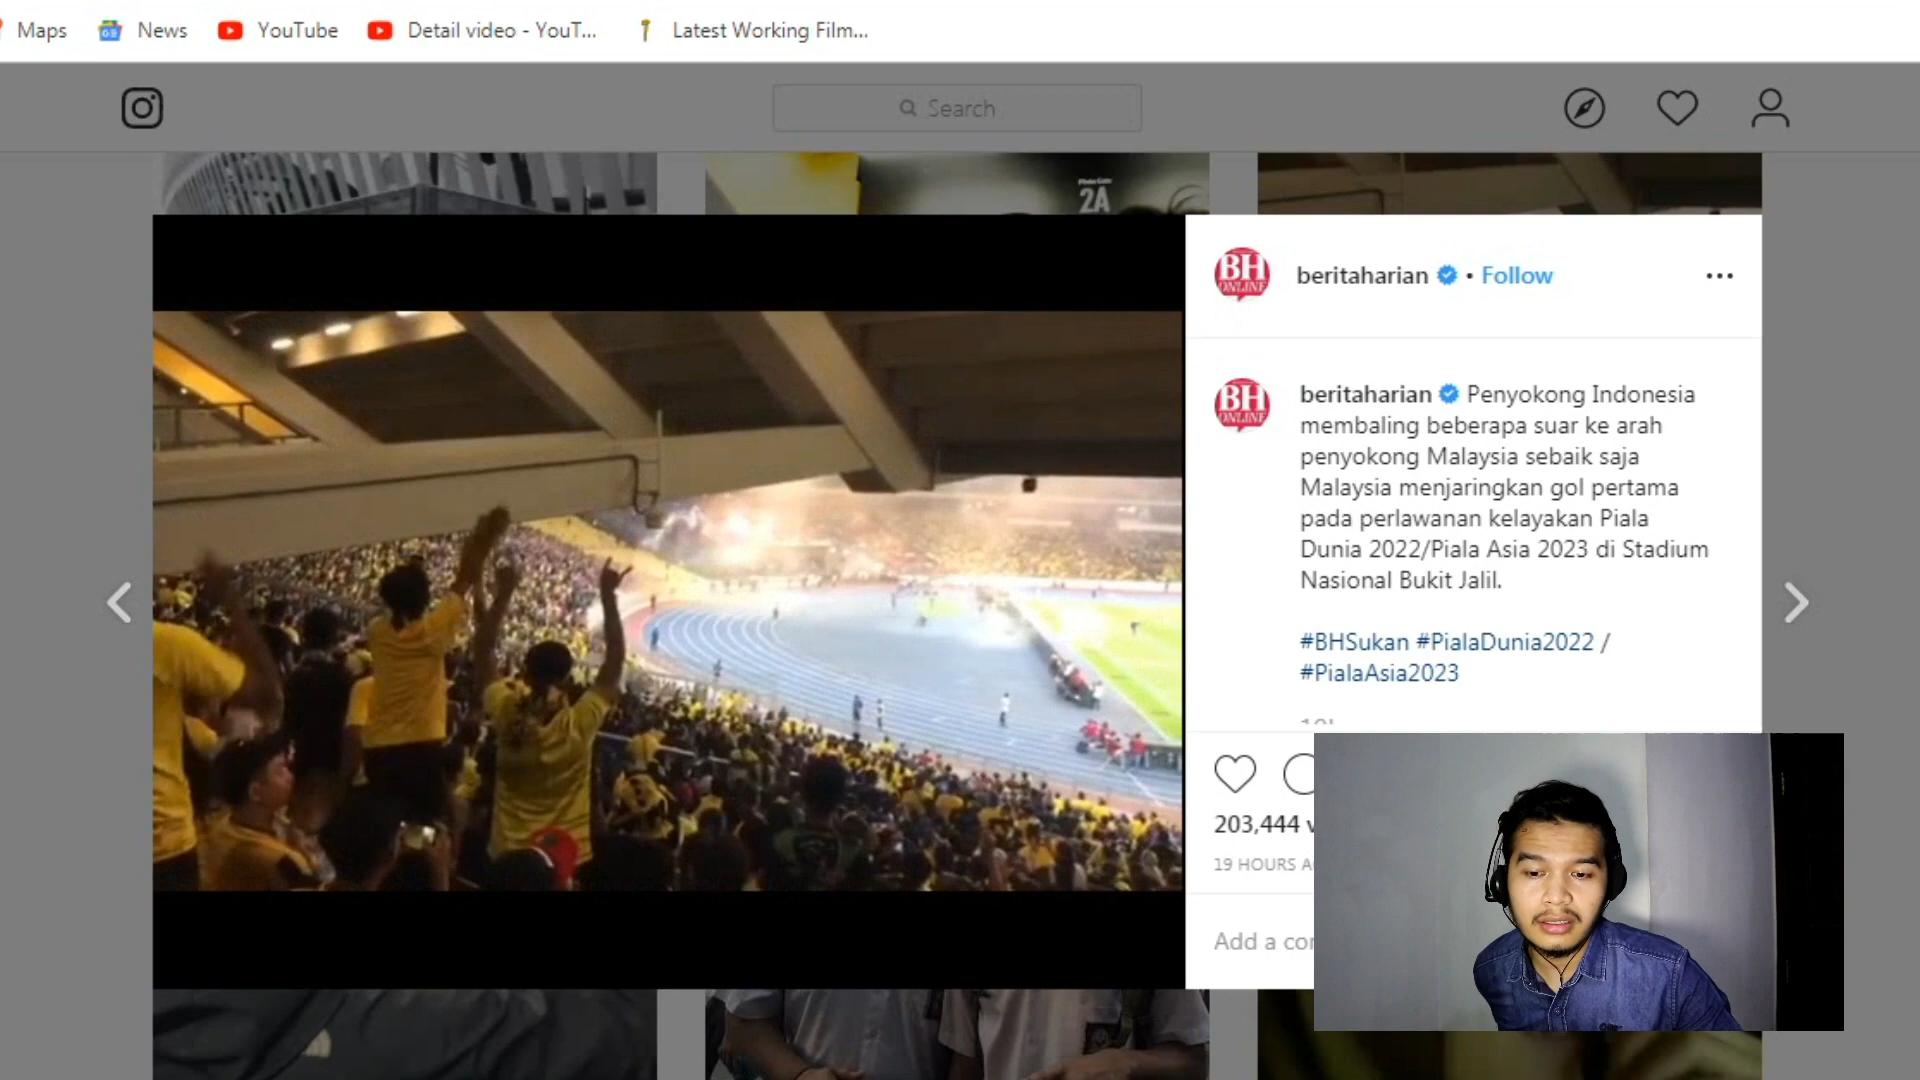 Maps News YouTube Detail video - YouT... Latest Working Film...
Search
2A
BH ONLINE beritaharian • Follow
BH ONLINE beritaharian Penyokong Indonesia
membaling beberapa suar ke arah
penyokong Malaysia sebaik saja
Malaysia menjaringkan gol pertama
pada perlawanan kelayakan Piala
Dunia 2022/Piala Asia 2023 di Stadium
Nasional Bukit Jalil.
#BHSukan #PialaDunia2022 /
#PialaAsia2023
203,444
19 HOURS
Add a